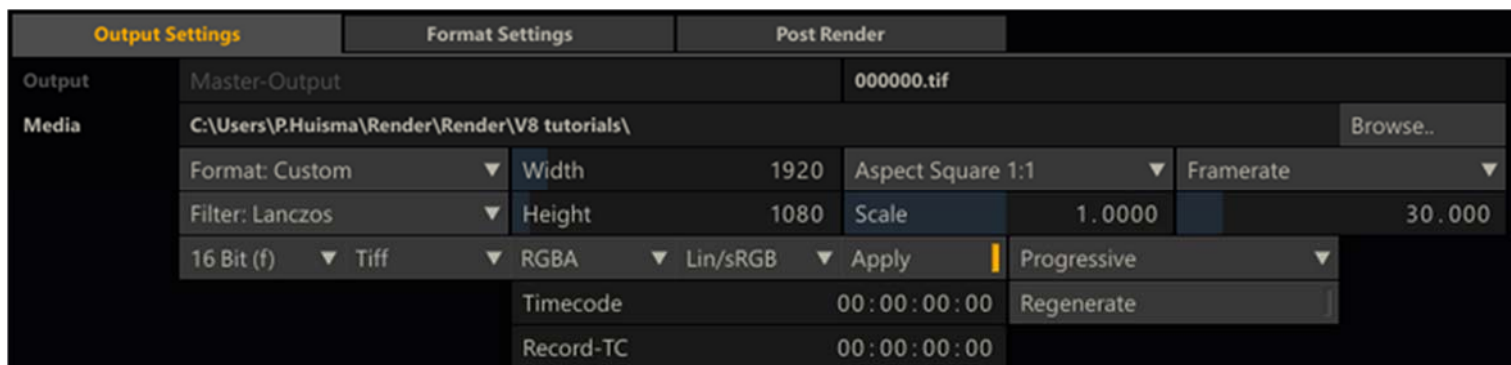 Output Settings Format Settings Post Render
Output Master-Output 000000.tif
Media C:\Users\P.Huisma\Render\Render\V8 tutorials\ Browse..
Format: Custom Width 1920 Aspect Square 1:1 Framerate
Filter: Lanczos Height 1080 Scale 1.0000 30.000
16 Bit (f) Tiff RGBA Lin/sRGB Apply Progressive
Timecode 00:00:00:00 Regenerate
Record-TC 00:00:00:00